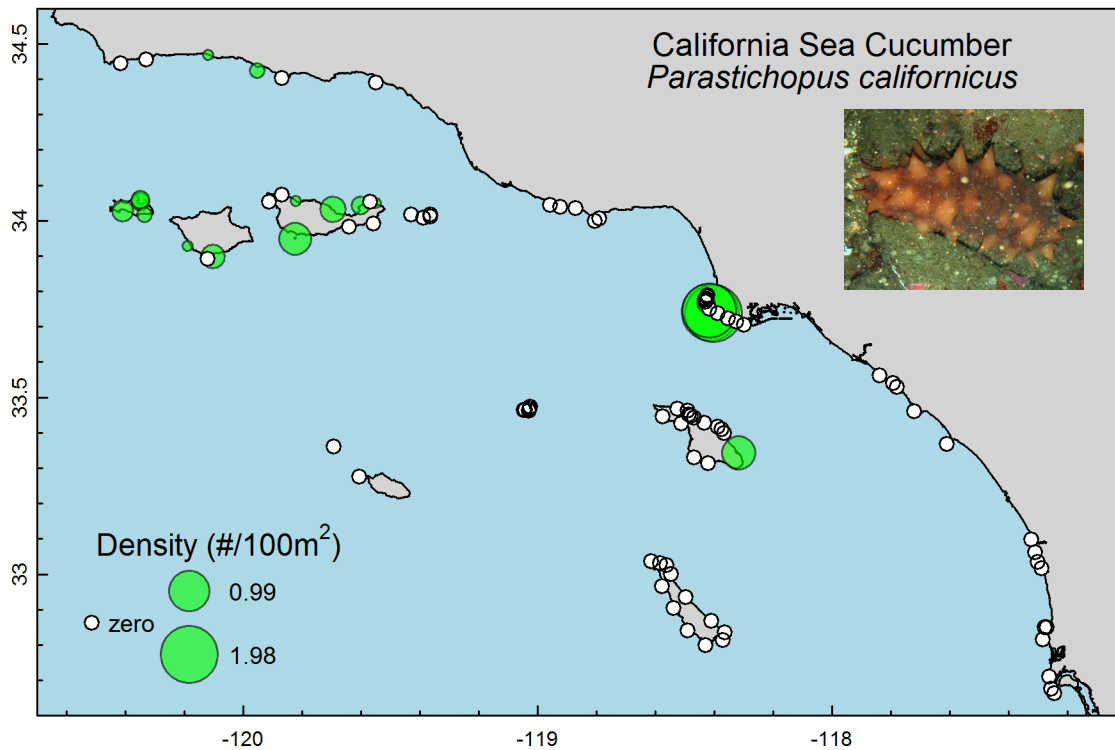 California Sea Cucumber
Parastichopus californicus
34.5
34
33.5
33
Density (#/100m²)
0.99
zero
1.98
-120
-119
-118